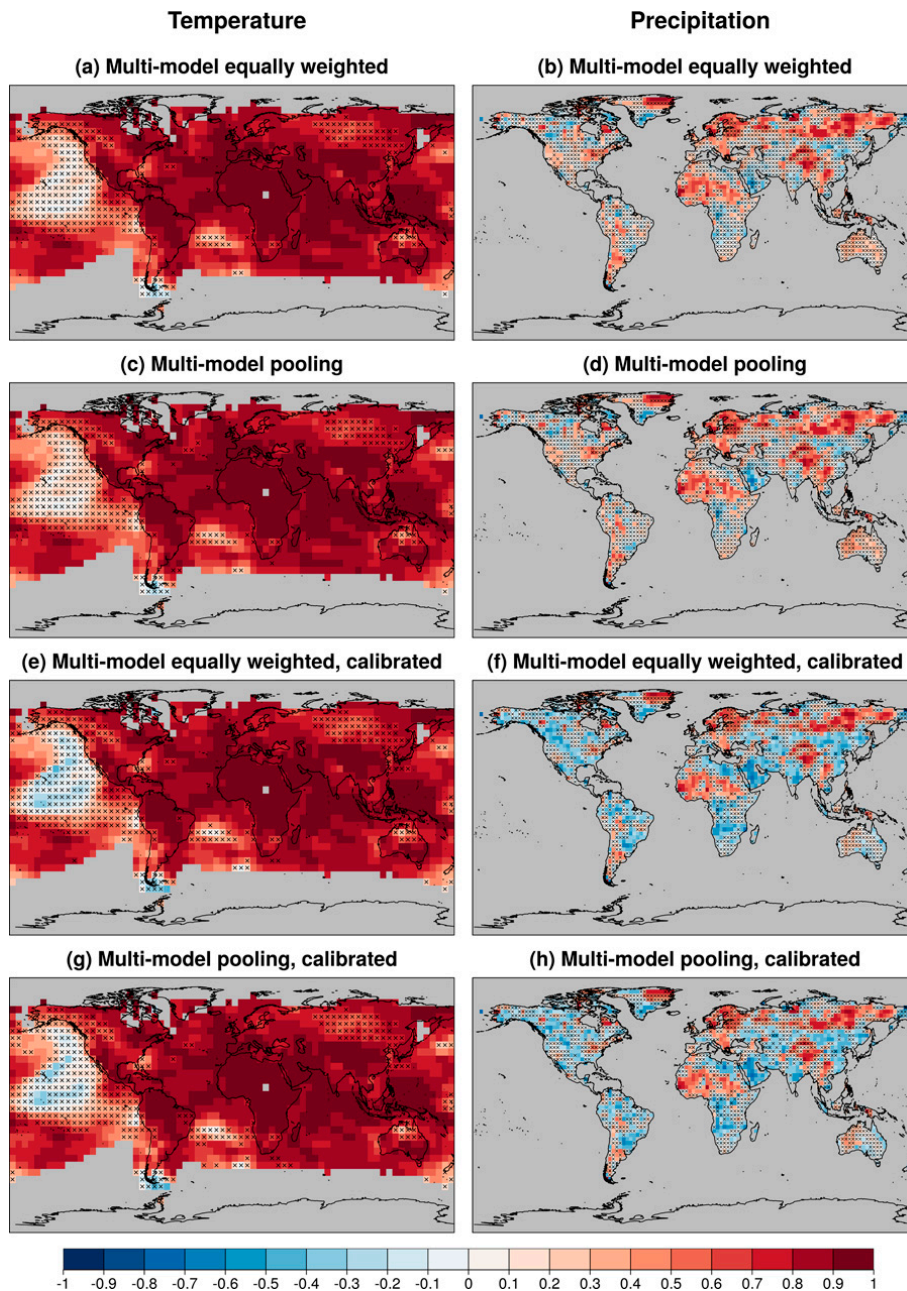 Temperature Precipitation
(a) Multi-model equally weighted (b) Multi-model equally weighted
(c) Multi-model pooling (d) Multi-model pooling
(e) Multi-model equally weighted, calibrated (f) Multi-model equally weighted, calibrated
(g) Multi-model pooling, calibrated (h) Multi-model pooling, calibrated
-1 -0.9 -0.8 -0.7 -0.6 -0.5 -0.4 -0.3 -0.2 -0.1 0 0.1 0.2 0.3 0.4 0.5 0.6 0.7 0.8 0.9 1